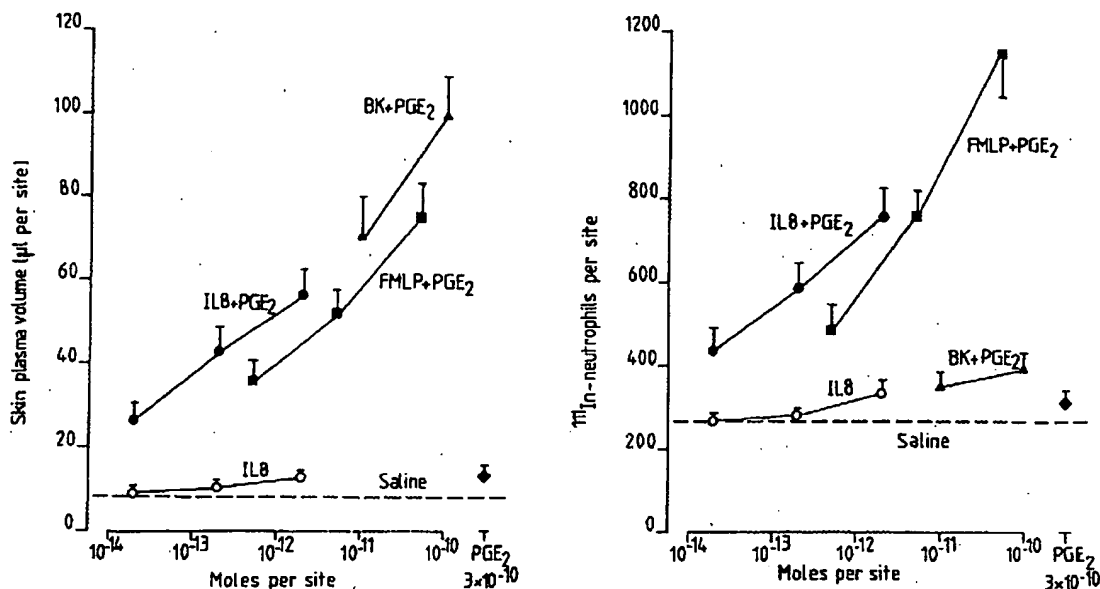 Skin plasma volume (µl per site)
120
100
80
60
40
20
0
BK+PGE2
IL8+PGE2
FMLP+PGE2
IL8
Saline
10-14 10-13 10-12 10-11 10-10 PGE2
Moles per site 3×10-10
111In-neutrophils per site
1200
1000
800
600
400
200
0
FMLP+PGE2
IL8+PGE2
BK+PGE2
IL8
Saline
10-14 10-13 10-12 10-11 10-10 PGE2
Moles per site 3×10-10